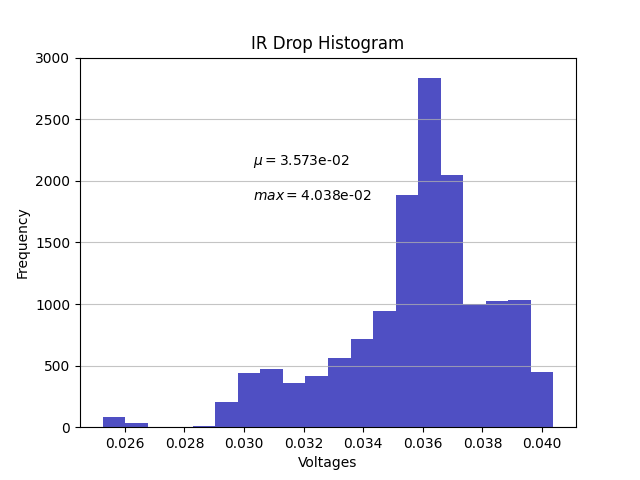 IR Drop Histogram
3000
2500
2000
1500
1000
500
0
Frequency
μ = 3.573e-02
max = 4.038e-02
0.026 0.028 0.030 0.032 0.034 0.036 0.038 0.040
Voltages